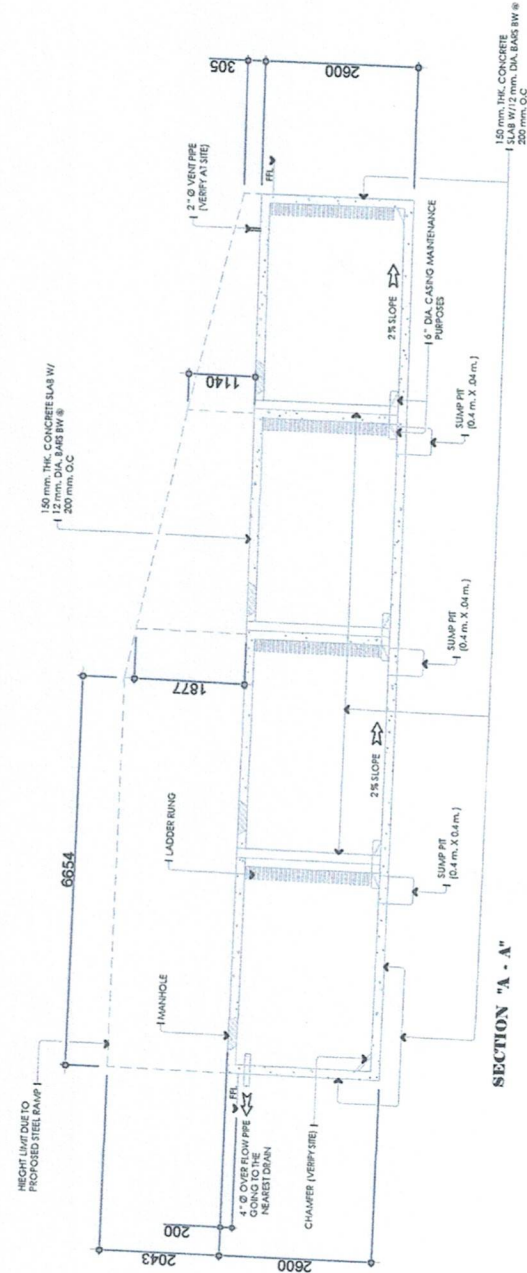 HIEGHT LIMIT DUE TO
PROPOSED STEEL RAMP
6654
2043
200
2600
FFL
4" Ø OVER FLOW PIPE
GOING TO THE
NEAREST DRAIN
MANHOLE
LADDER RUNG
CHAMFER (VERIFY SITE)
1877
1140
150 mm. THK. CONCRETE SLAB W/
12 mm. DIA. BARS BW @
200 mm. O.C
2" Ø VENT PIPE
(VERIFY AT SITE)
305
2600
FFL
2% SLOPE
2% SLOPE
6" DIA. CASING MAINTENANCE
PURPOSES
SUMP PIT
(0.4 m. X 0.4 m.)
SUMP PIT
(0.4 m. X .04 m.)
SUMP PIT
(0.4 m. X .04 m.)
150 mm. THK. CONCRETE
SLAB W/12 mm. DIA. BARS BW @
200 mm. O.C
SECTION "A - A"